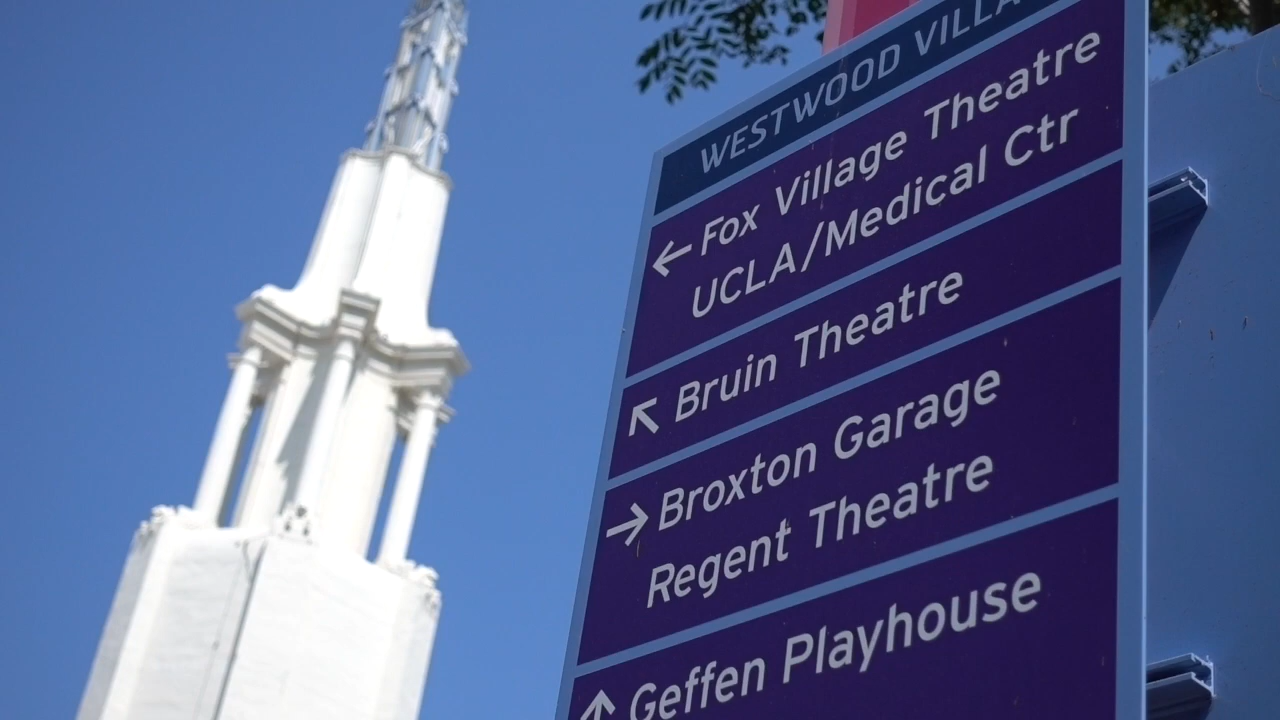 WESTWOOD VILLA
← Fox Village Theatre
UCLA/Medical Ctr
↖ Bruin Theatre
→ Broxton Garage
Regent Theatre
↑ Geffen Playhouse